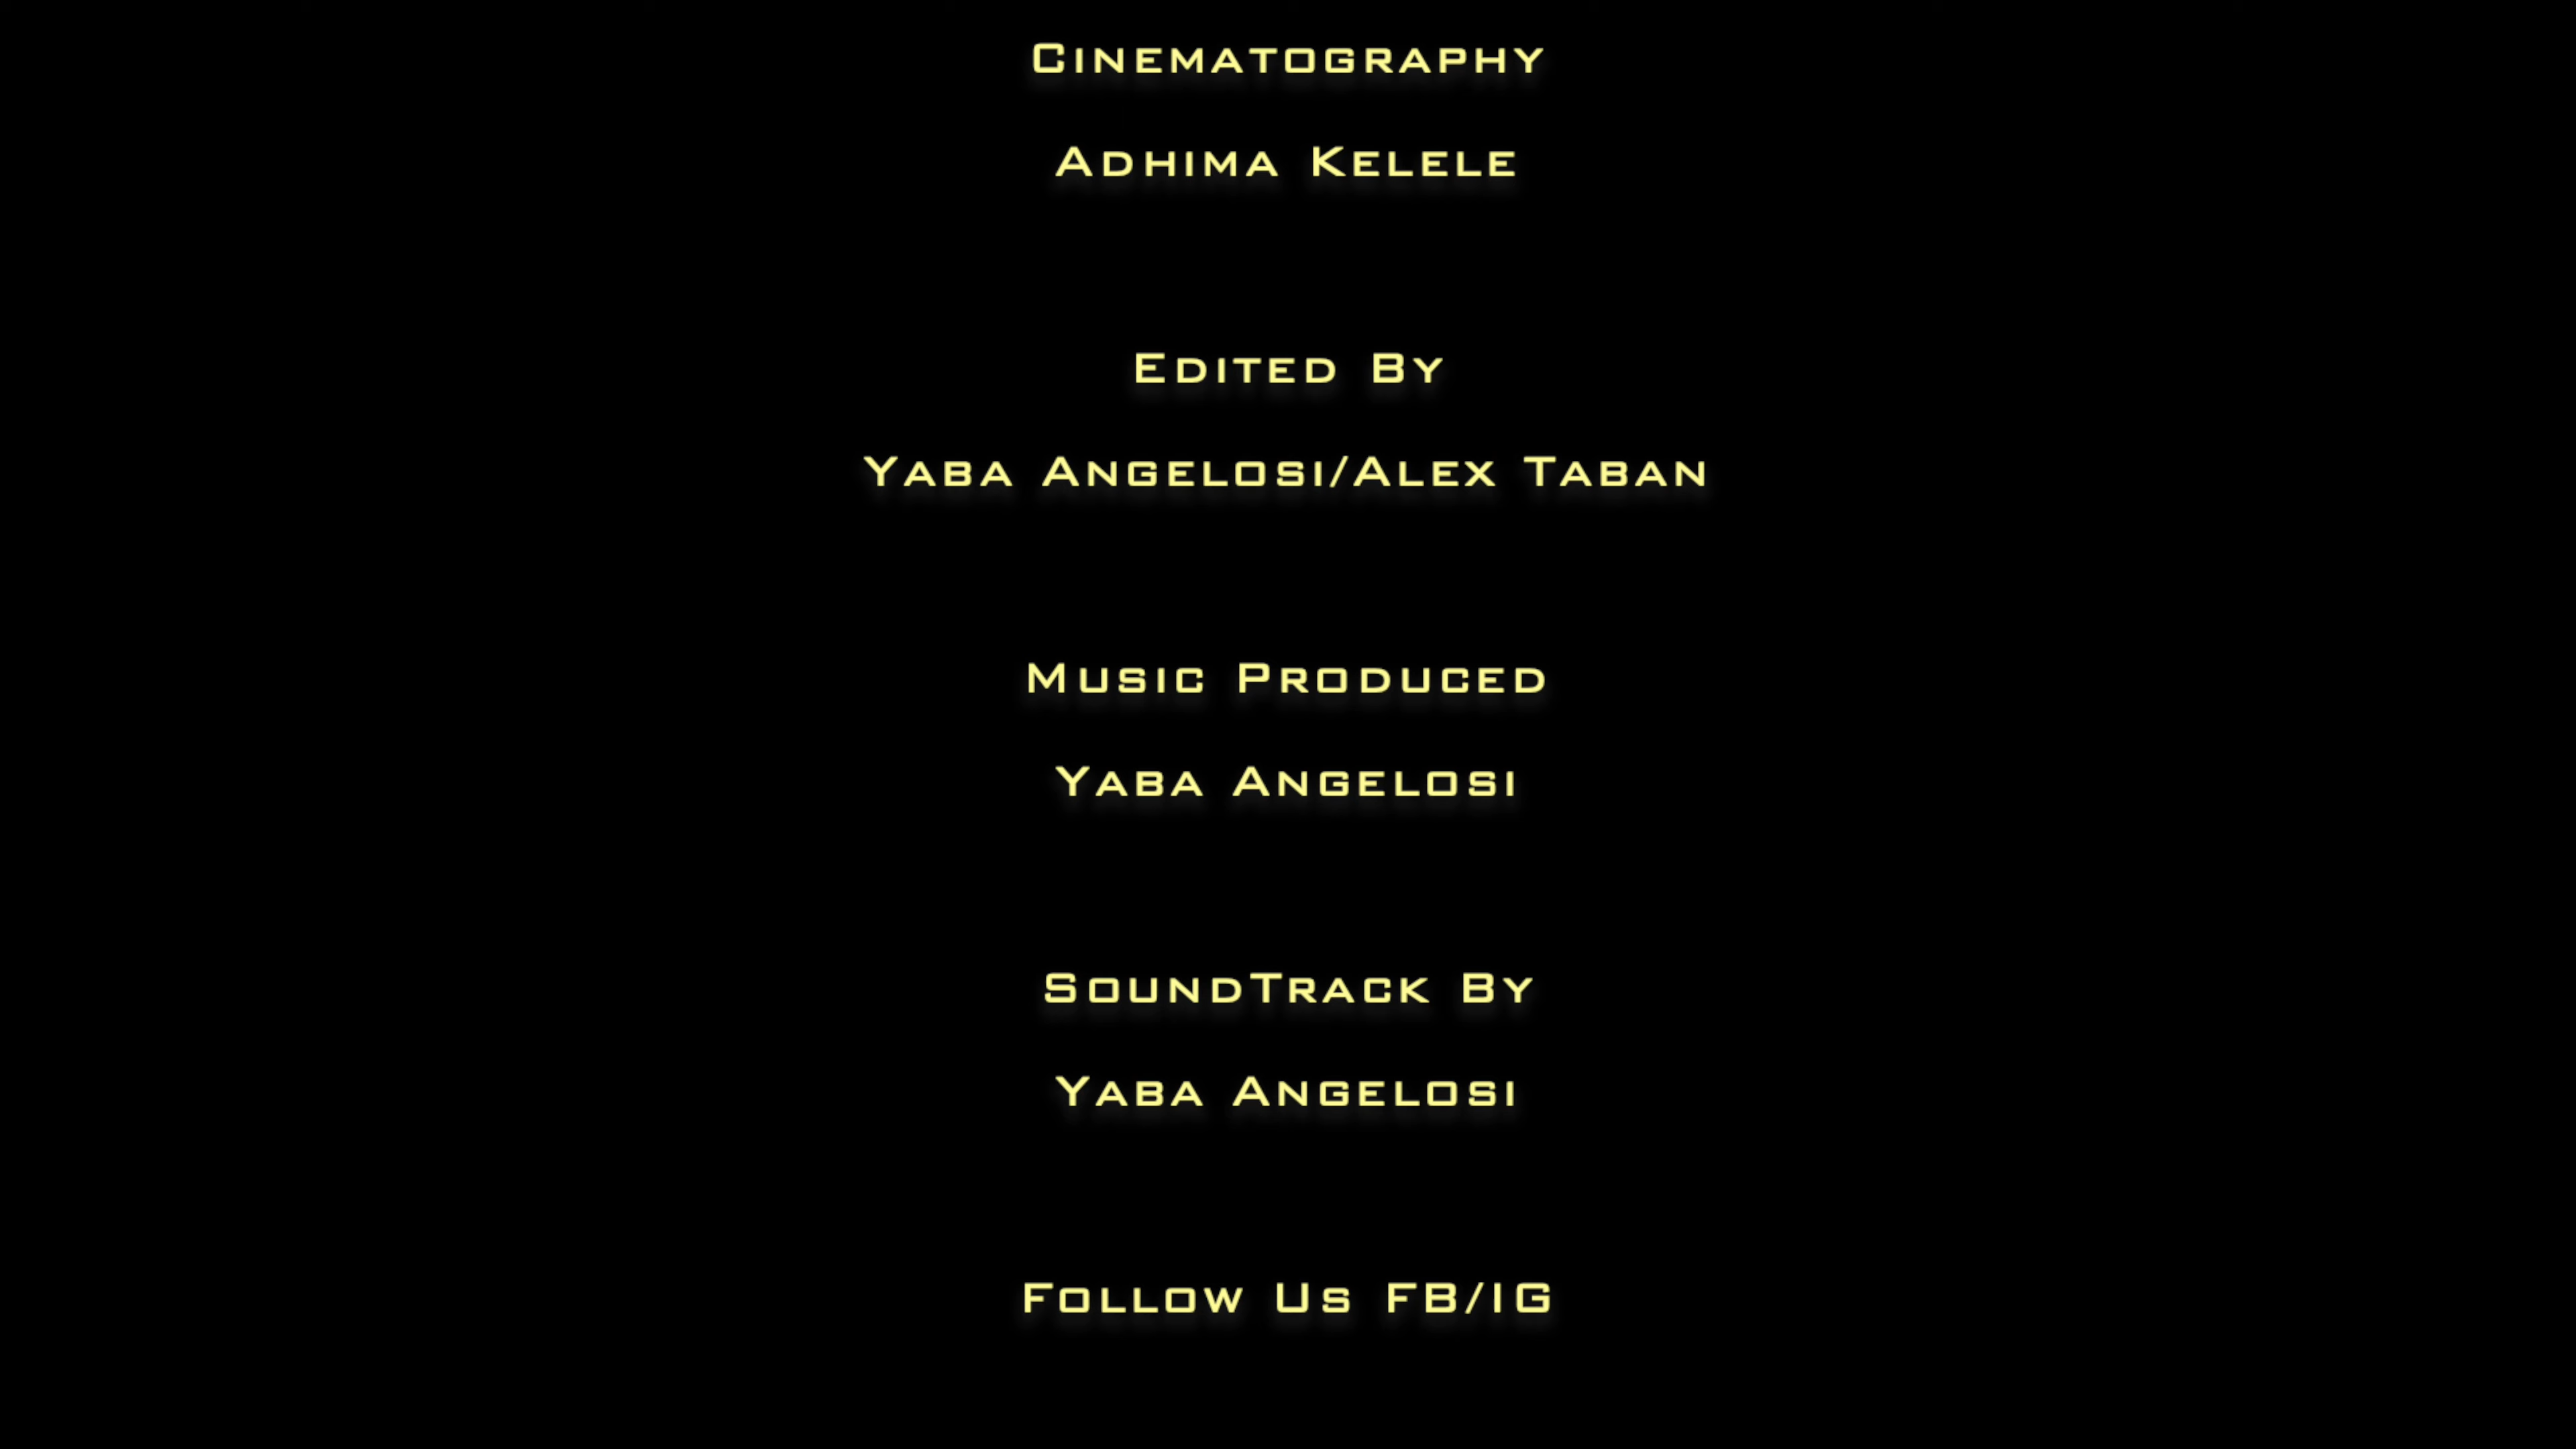 Cinematography
Adhima Kelele
Edited By
Yaba Angelosi/Alex Taban
Music Produced
Yaba Angelosi
SoundTrack By
Yaba Angelosi
Follow Us FB/IG